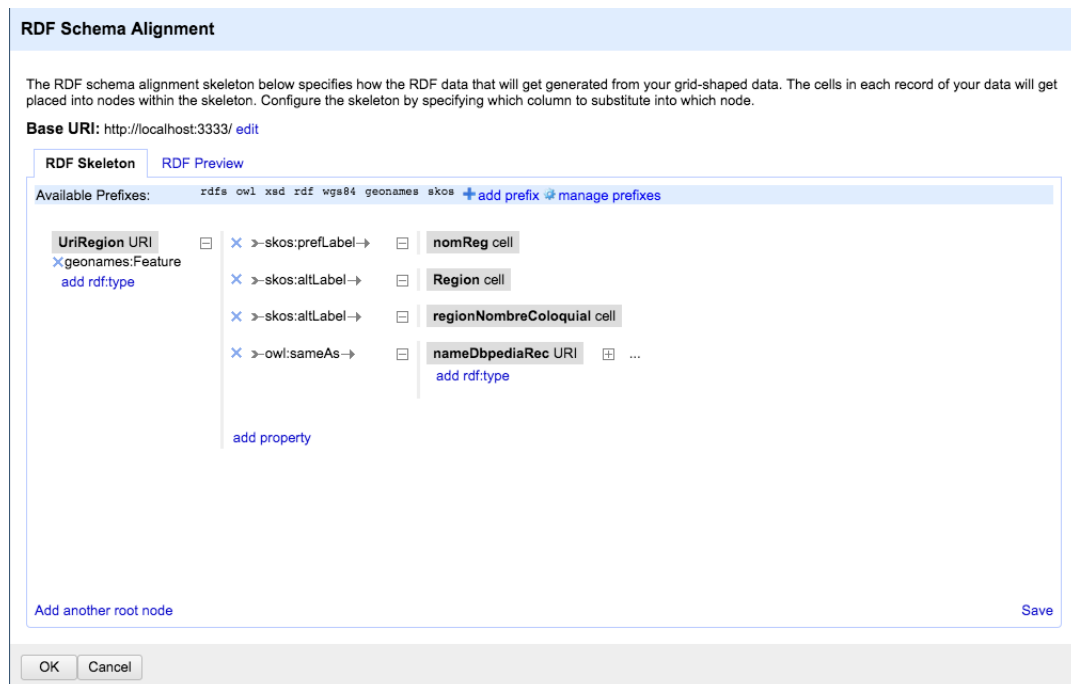 RDF Schema Alignment
The RDF schema alignment skeleton below specifies how the RDF data that will get generated from your grid-shaped data. The cells in each record of your data will get
placed into nodes within the skeleton. Configure the skeleton by specifying which column to substitute into which node.
Base URI: http://localhost:3333/ edit
RDF Skeleton RDF Preview
Available Prefixes: rdfs owl xsd rdf wgs84 geonames skos add prefix manage prefixes
UriRegion URI skos:prefLabel nomReg cell
geonames:Feature
add rdf:type skos:altLabel Region cell
skos:altLabel regionNombreColoquial cell
owl:sameAs nameDbpediaRec URI ...
add rdf:type
add property
Add another root node Save
OK Cancel